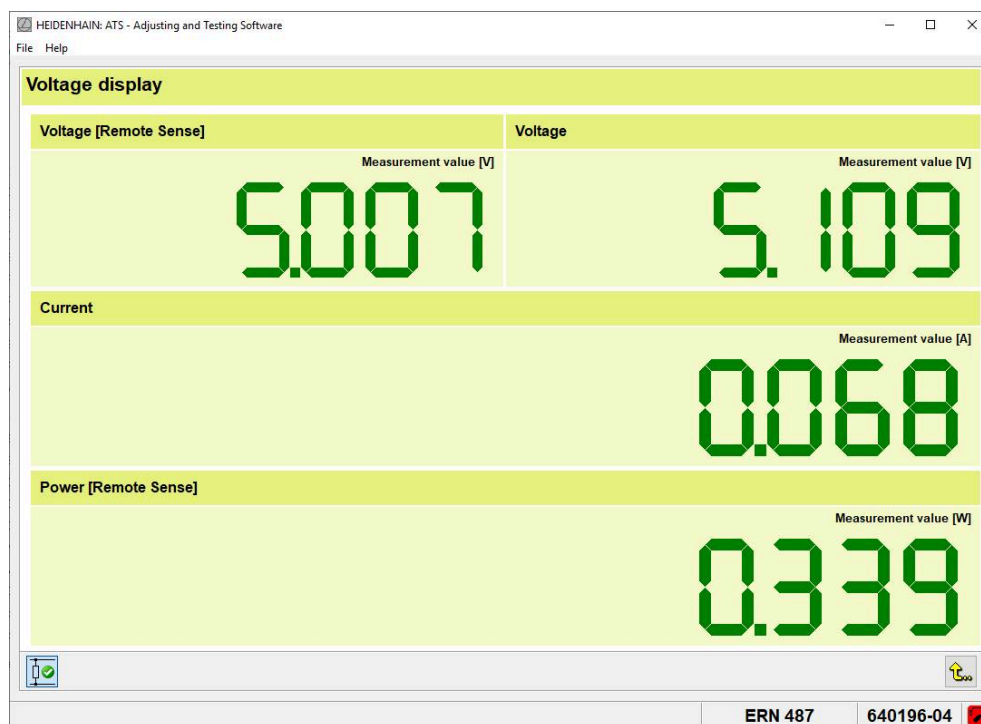 HEIDENHAIN: ATS - Adjusting and Testing Software
File Help
Voltage display
Voltage [Remote Sense] Voltage
Measurement value [V] Measurement value [V]
5.007 5.109
Current
Measurement value [A]
0.068
Power [Remote Sense]
Measurement value [W]
0.339
ERN 487 640196-04